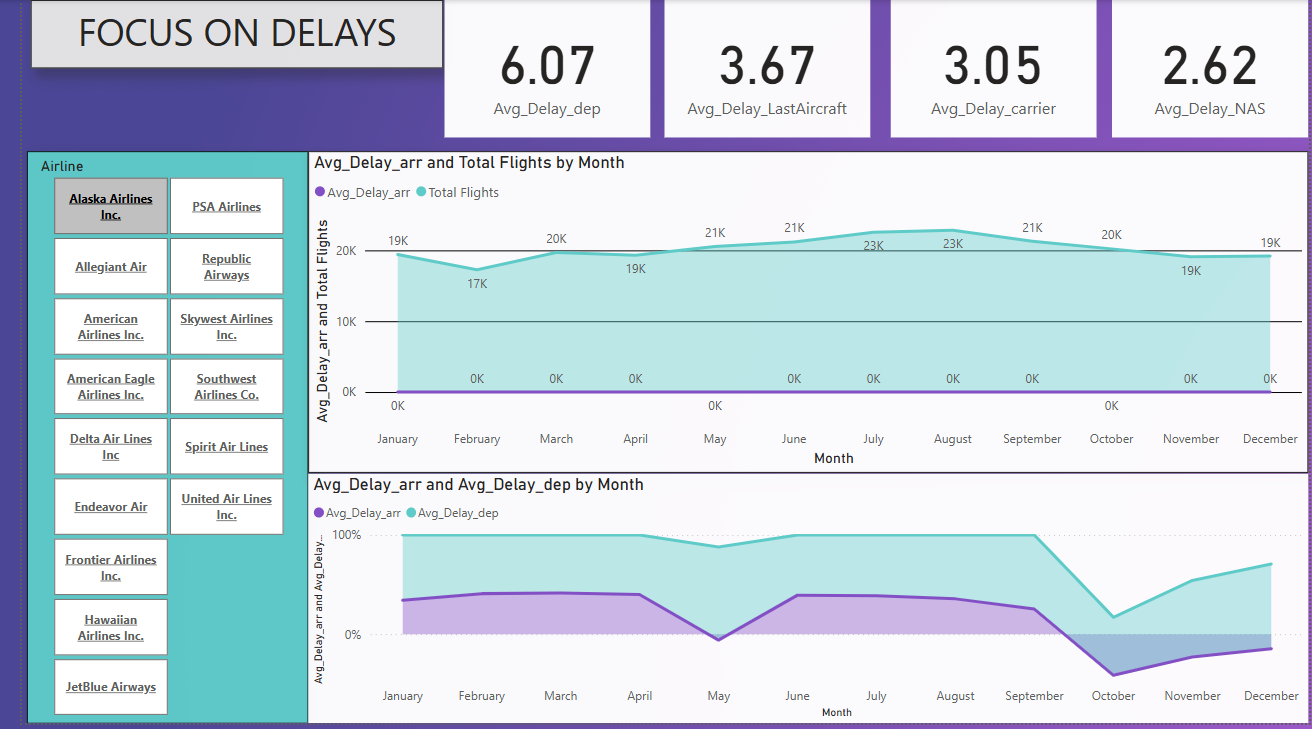 FOCUS ON DELAYS
6.07
Avg_Delay_dep
3.67
Avg_Delay_LastAircraft
3.05
Avg_Delay_carrier
2.62
Avg_Delay_NAS
Airline
Alaska Airlines
Inc.
PSA Airlines
Allegiant Air
Republic
Airways
American
Airlines Inc.
Skywest Airlines
Inc.
American Eagle
Airlines Inc.
Southwest
Airlines Co.
Delta Air Lines
Inc
Spirit Air Lines
Endeavor Air
United Air Lines
Inc.
Frontier Airlines
Inc.
Hawaiian
Airlines Inc.
JetBlue Airways
Avg_Delay_arr and Total Flights by Month
Avg_Delay_arr Total Flights
Avg_Delay_arr and Total Flights
20K
10K
0K
19K 17K 20K 19K 21K 21K 23K 23K 21K 20K 19K 19K
0K 0K 0K 0K 0K 0K 0K 0K 0K 0K 0K 0K
January February March April May June July August September October November December
Month
Avg_Delay_arr and Avg_Delay_dep by Month
Avg_Delay_arr Avg_Delay_dep
Avg_Delay_arr and Avg_Delay_...
100%
0%
January February March April May June July August September October November December
Month